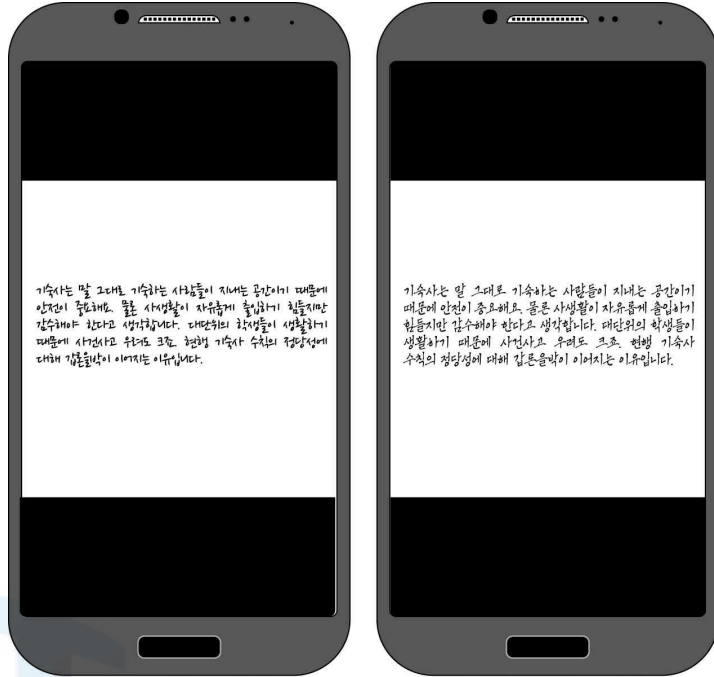 기숙사는 말 그대로 기숙하는 사람들이 지내는 공간이기 때문에
안전이 중요해요. 물론 사생활이 자유롭게 출입하기 힘들지만
감수해야 한다고 생각합니다. 대단위의 학생들이 생활하기
때문에 사건사고 우려도 크죠. 현행 기숙사 수칙의 정당성에
대해 갑론을박이 이어지는 이유입니다.
기숙사는 말 그대로 기숙하는 사람들이 지내는 공간이기
때문에 안전이 중요해요. 물론 사생활이 자유롭게 출입하기
힘들지만 감수해야 한다고 생각합니다. 대단위의 학생들이
생활하기 때문에 사건사고 우려도 크죠. 현행 기숙사
수칙의 정당성에 대해 갑론을박이 이어지는 이유입니다.